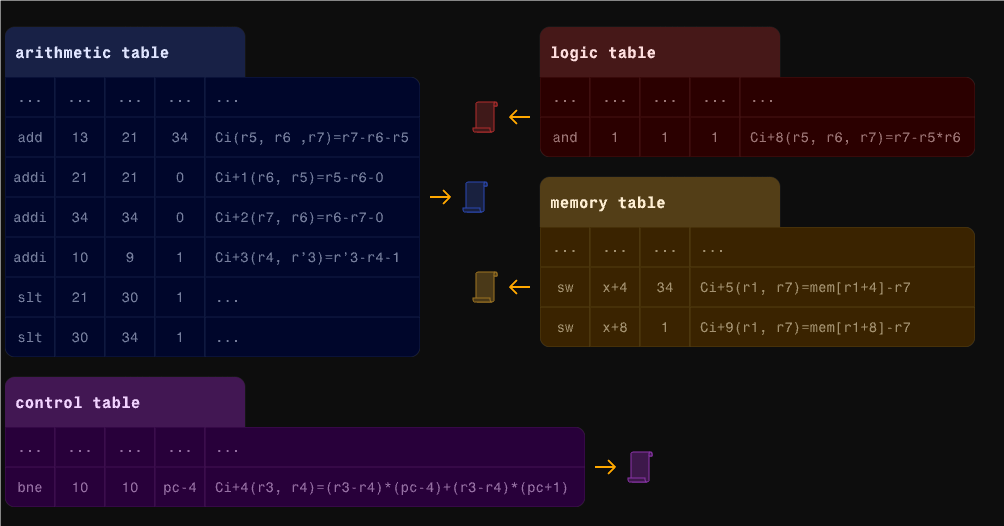 arithmetic table
... ... ... ... ...
add 13 21 34 Ci(r5, r6 ,r7)=r7-r6-r5
addi 21 21 0 Ci+1(r6, r5)=r5-r6-0
addi 34 34 0 Ci+2(r7, r6)=r6-r7-0
addi 10 9 1 Ci+3(r4, r’3)=r'3-r4-1
slt 21 30 1 ...
slt 30 34 1 ...
logic table
... ... ... ... ...
and 1 1 1 Ci+8(r5, r6, r7)=r7-r5*r6
memory table
... ... ... ...
sw x+4 34 Ci+5(r1, r7)=mem[r1+4]-r7
sw x+8 1 Ci+9(r1, r7)=mem[r1+8]-r7
control table
... ... ... ... ...
bne 10 10 pc-4 Ci+4(r3, r4)=(r3-r4)*(pc-4)+(r3-r4)*(pc+1)